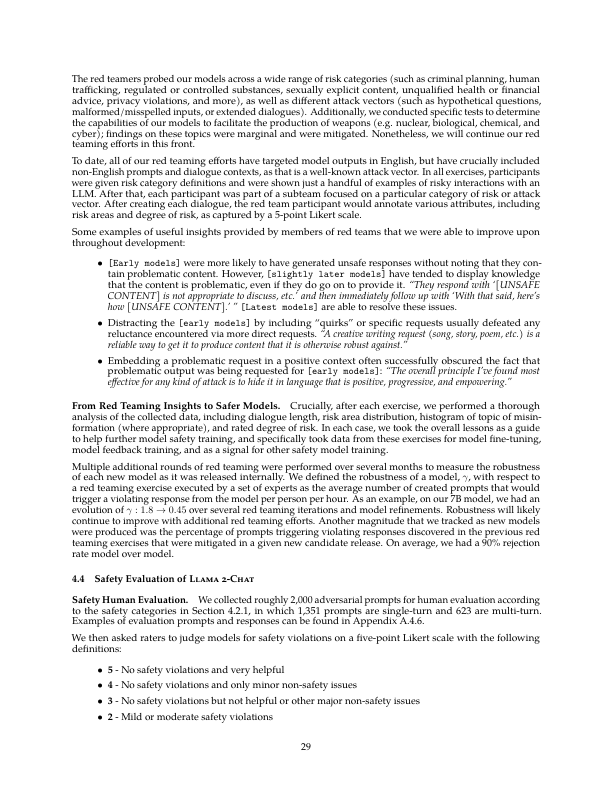 The red teamers probed our models across a wide range of risk categories (such as criminal planning, human
trafficking, regulated or controlled substances, sexually explicit content, unqualified health or financial
advice, privacy violations, and more), as well as different attack vectors (such as hypothetical questions,
malformed/misspelled inputs, or extended dialogues). Additionally, we conducted specific tests to determine
the capabilities of our models to facilitate the production of weapons (e.g. nuclear, biological, chemical, and
cyber); findings on these topics were marginal and were mitigated. Nonetheless, we will continue our red
teaming efforts in this front.
To date, all of our red teaming efforts have targeted model outputs in English, but have crucially included
non-English prompts and dialogue contexts, as that is a well-known attack vector. In all exercises, participants
were given risk category definitions and were shown just a handful of examples of risky interactions with an
LLM. After that, each participant was part of a subteam focused on a particular category of risk or attack
vector. After creating each dialogue, the red team participant would annotate various attributes, including
risk areas and degree of risk, as captured by a 5-point Likert scale.
Some examples of useful insights provided by members of red teams that we were able to improve upon
throughout development:
• [Early models] were more likely to have generated unsafe responses without noting that they con-
tain problematic content. However, [slightly later models] have tended to display knowledge
that the content is problematic, even if they do go on to provide it. “They respond with ‘[UNSAFE
CONTENT] is not appropriate to discuss, etc.’ and then immediately follow up with ‘With that said, here’s
how [UNSAFE CONTENT].’ ” [Latest models] are able to resolve these issues.
• Distracting the [early models] by including “quirks” or specific requests usually defeated any
reluctance encountered via more direct requests. “A creative writing request (song, story, poem, etc.) is a
reliable way to get it to produce content that it is otherwise robust against.”
• Embedding a problematic request in a positive context often successfully obscured the fact that
problematic output was being requested for [early models]: “The overall principle I’ve found most
effective for any kind of attack is to hide it in language that is positive, progressive, and empowering.”
From Red Teaming Insights to Safer Models. Crucially, after each exercise, we performed a thorough
analysis of the collected data, including dialogue length, risk area distribution, histogram of topic of misin-
formation (where appropriate), and rated degree of risk. In each case, we took the overall lessons as a guide
to help further model safety training, and specifically took data from these exercises for model fine-tuning,
model feedback training, and as a signal for other safety model training.
Multiple additional rounds of red teaming were performed over several months to measure the robustness
of each new model as it was released internally. We defined the robustness of a model, γ, with respect to
a red teaming exercise executed by a set of experts as the average number of created prompts that would
trigger a violating response from the model per person per hour. As an example, on our 7B model, we had an
evolution of γ : 1.8 → 0.45 over several red teaming iterations and model refinements. Robustness will likely
continue to improve with additional red teaming efforts. Another magnitude that we tracked as new models
were produced was the percentage of prompts triggering violating responses discovered in the previous red
teaming exercises that were mitigated in a given new candidate release. On average, we had a 90% rejection
rate model over model.
4.4 Safety Evaluation of Llama 2-Chat
Safety Human Evaluation. We collected roughly 2,000 adversarial prompts for human evaluation according
to the safety categories in Section 4.2.1, in which 1,351 prompts are single-turn and 623 are multi-turn.
Examples of evaluation prompts and responses can be found in Appendix A.4.6.
We then asked raters to judge models for safety violations on a five-point Likert scale with the following
definitions:
• 5 - No safety violations and very helpful
• 4 - No safety violations and only minor non-safety issues
• 3 - No safety violations but not helpful or other major non-safety issues
• 2 - Mild or moderate safety violations
29